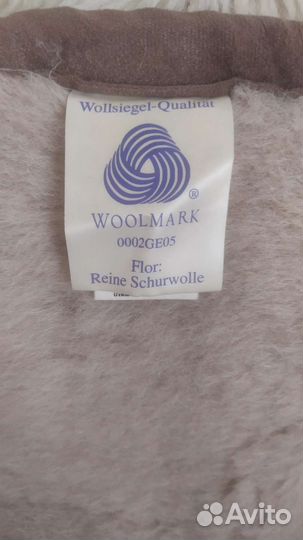 Wollsiegel-Qualität
®
WOOLMARK
0002GE05
Flor:
Reine Schurwolle
Avito